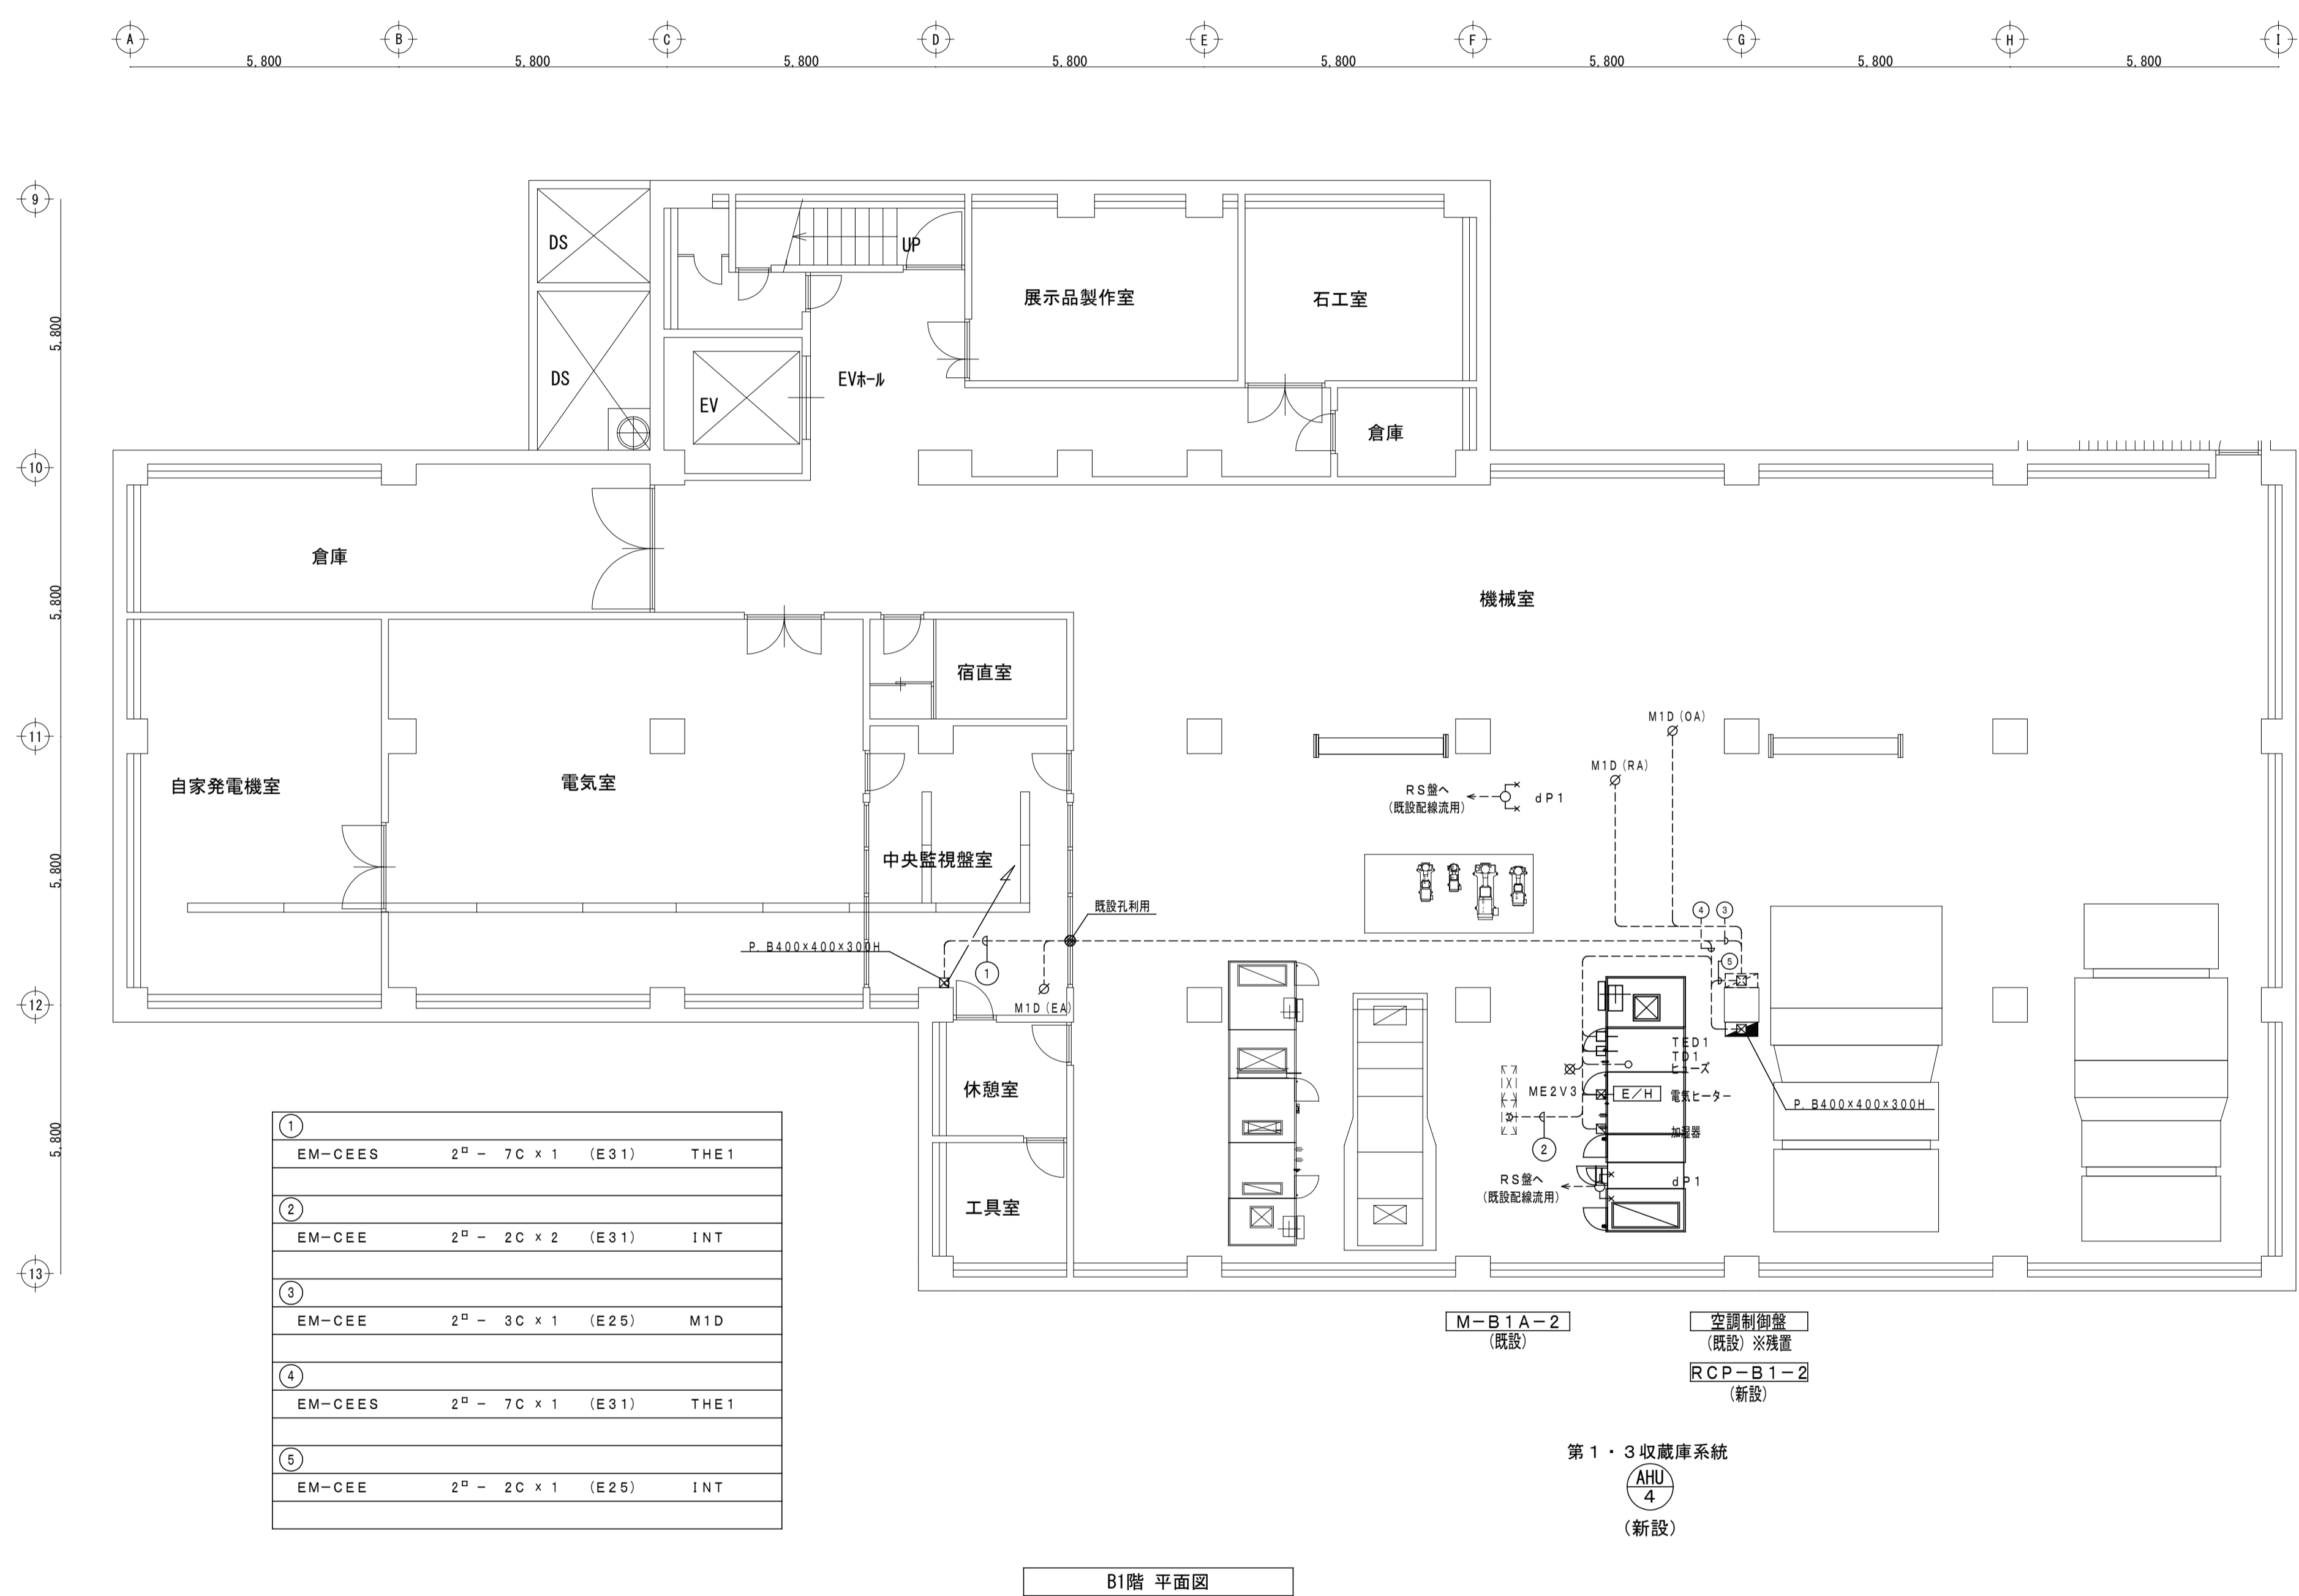 A B C D E F G H I
5,800 5,800 5,800 5,800 5,800 5,800 5,800 5,800
9
DS
UP
展示品製作室
石工室
5,800
DS
EV
EVホール
倉庫
10
倉庫
機械室
5,800
宿直室
11
M1D(OA)
自家発電機室
電気室
M1D(RA)
RS盤へ
(既設配線流用)
dP1
中央監視盤室
5,800
既設孔利用
4 3
P.B400×400×300H
1
5
12
M1D(EA)
TED1
TD1
ヒューズ
休憩室
ME2V3
E/H
電気ヒーター
P.B400×400×300H
加湿器
2
5,800
RS盤へ
(既設配線流用)
dP1
工具室
13
1
EM-CEES 2□ - 7C × 1 (E31) THE1
2
EM-CEE 2□ - 2C × 2 (E31) INT
3
EM-CEE 2□ - 3C × 1 (E25) M1D
4
EM-CEES 2□ - 7C × 1 (E31) THE1
5
EM-CEE 2□ - 2C × 1 (E25) INT
M-B1A-2
(既設)
空調制御盤
(既設)※残置
RCP-B1-2
(新設)
第1・3収蔵庫系統
AHU
4
(新設)
B1階 平面図